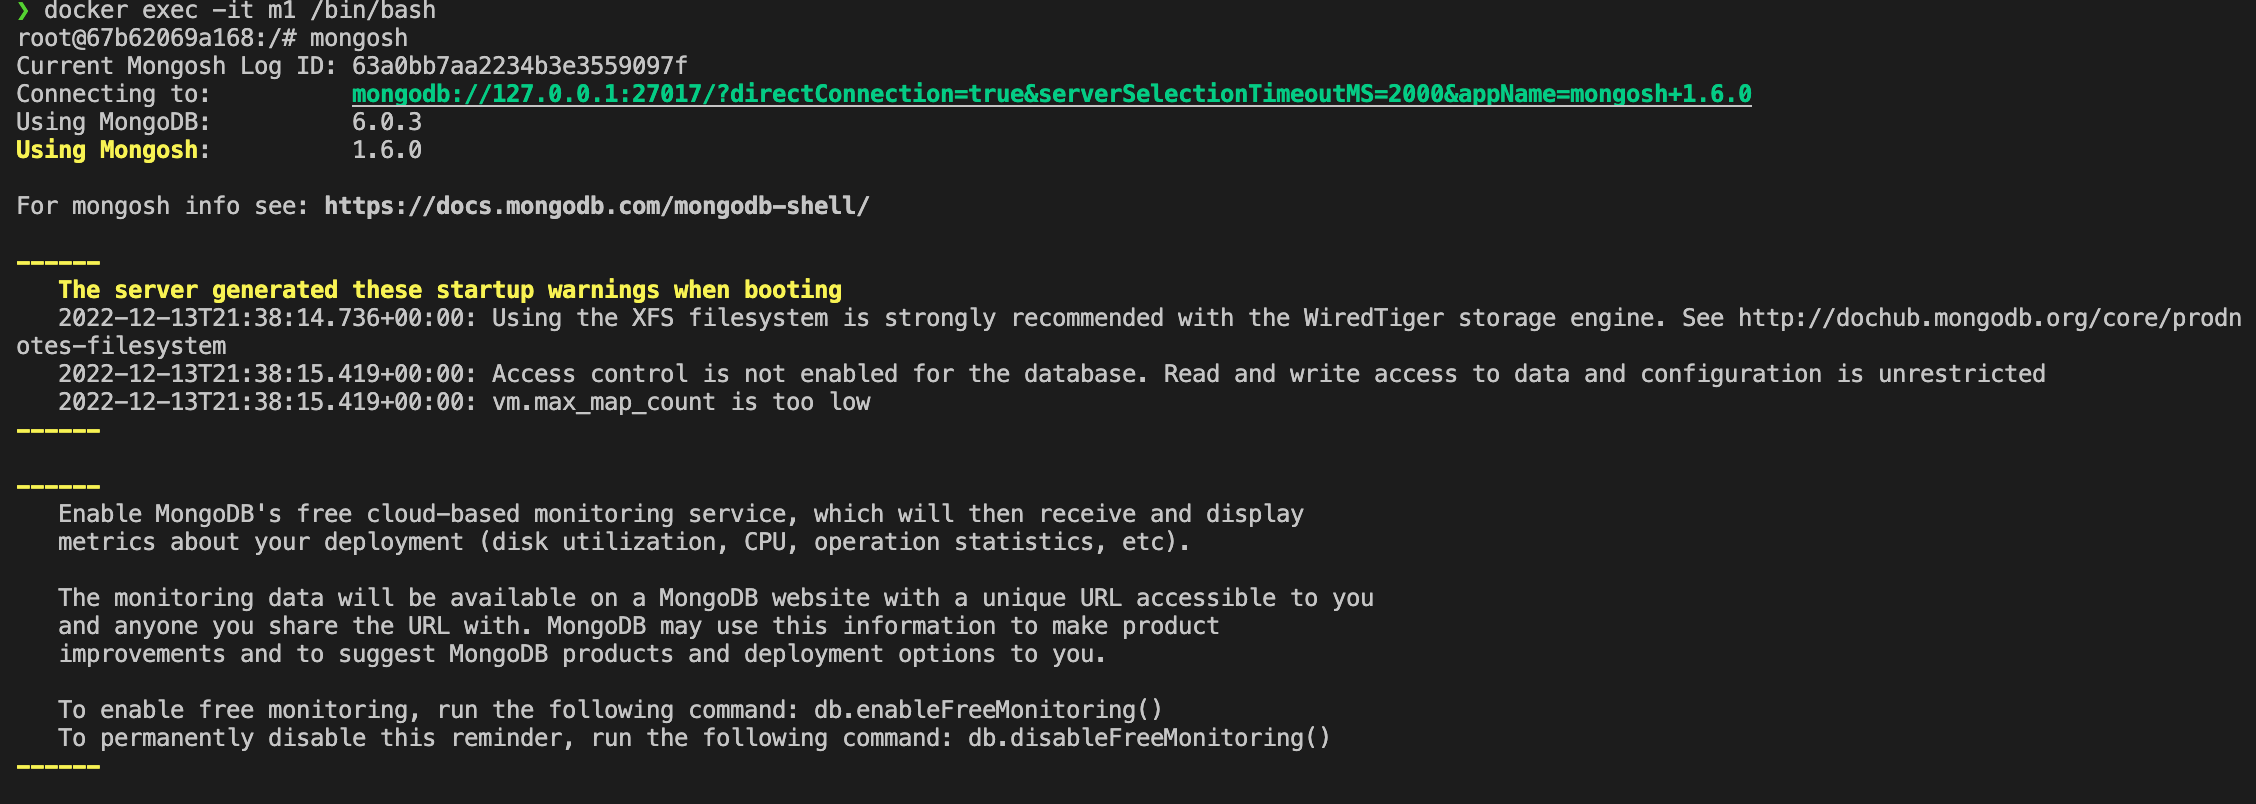 ❯ docker exec -it m1 /bin/bash
root@67b62069a168:/# mongosh
Current Mongosh Log ID: 63a0bb7aa2234b3e3559097f
Connecting to:          mongodb://127.0.0.1:27017/?directConnection=true&serverSelectionTimeoutMS=2000&appName=mongosh+1.6.0
Using MongoDB:          6.0.3
Using Mongosh:          1.6.0
For mongosh info see: https://docs.mongodb.com/mongodb-shell/
------
The server generated these startup warnings when booting
2022-12-13T21:38:14.736+00:00: Using the XFS filesystem is strongly recommended with the WiredTiger storage engine. See http://dochub.mongodb.org/core/prodn
otes-filesystem
2022-12-13T21:38:15.419+00:00: Access control is not enabled for the database. Read and write access to data and configuration is unrestricted
2022-12-13T21:38:15.419+00:00: vm.max_map_count is too low
------
------
Enable MongoDB's free cloud-based monitoring service, which will then receive and display
metrics about your deployment (disk utilization, CPU, operation statistics, etc).
The monitoring data will be available on a MongoDB website with a unique URL accessible to you
and anyone you share the URL with. MongoDB may use this information to make product
improvements and to suggest MongoDB products and deployment options to you.
To enable free monitoring, run the following command: db.enableFreeMonitoring()
To permanently disable this reminder, run the following command: db.disableFreeMonitoring()
------